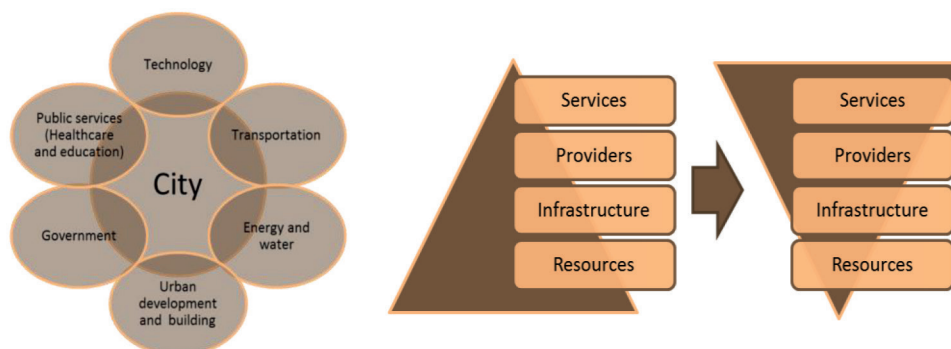 Technology
Public services
(Healthcare
and education)
Transportation
City
Government
Energy and
water
Urban
development
and building
Services
Providers
Infrastructure
Resources
Services
Providers
Infrastructure
Resources